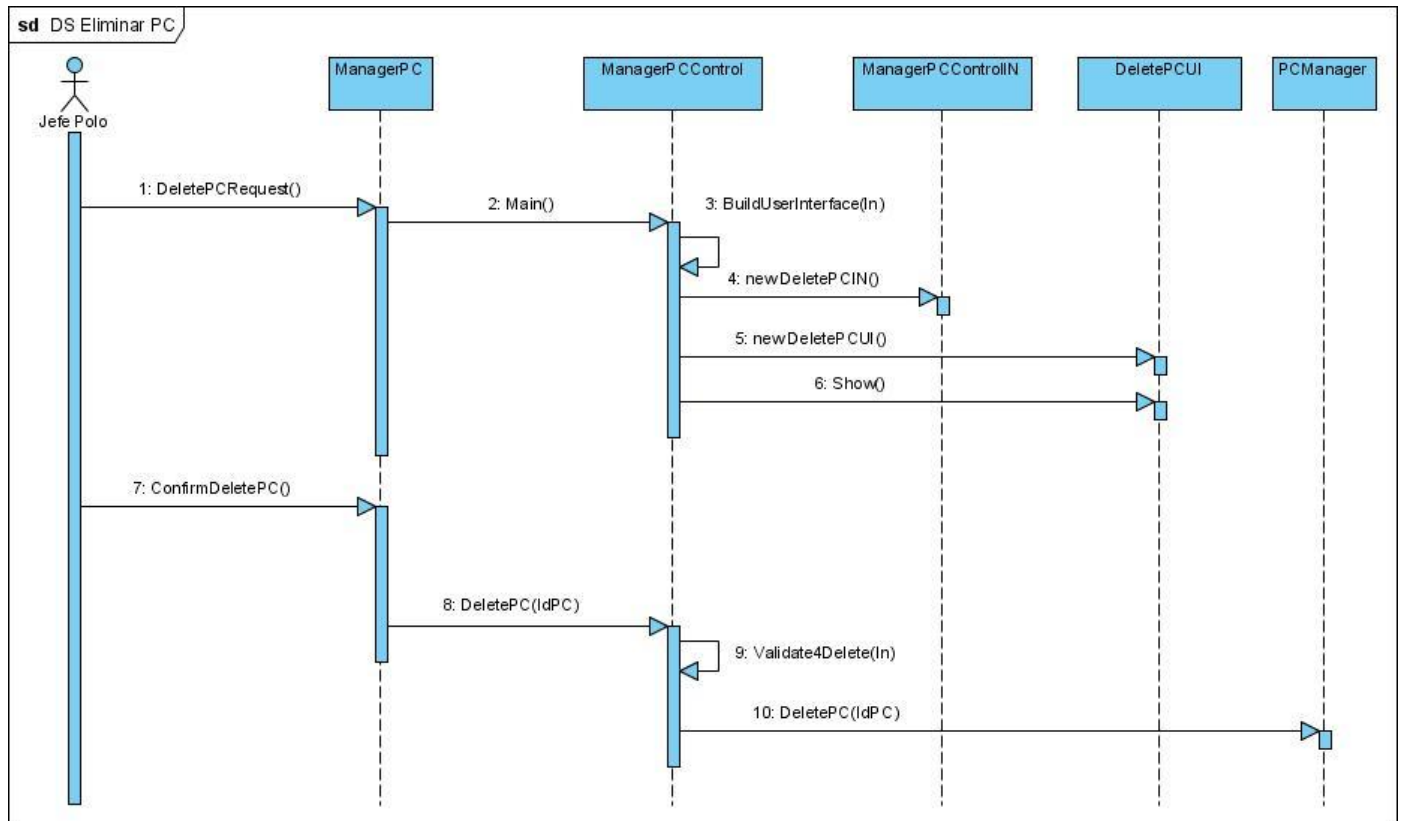 sd DS Eliminar PC
ManagerPC
ManagerPCControl
ManagerPCControlIN
DeletePCUI
PCManager
Jefe Polo
1: DeletePCRequest()
2: Main()
3: BuildUserInterface(In)
4: newDeletePCIN()
5: newDeletePCUI()
6: Show()
7: ConfirmDeletePC()
8: DeletePC(IdPC)
9: Validate4Delete(In)
10: DeletePC(IdPC)